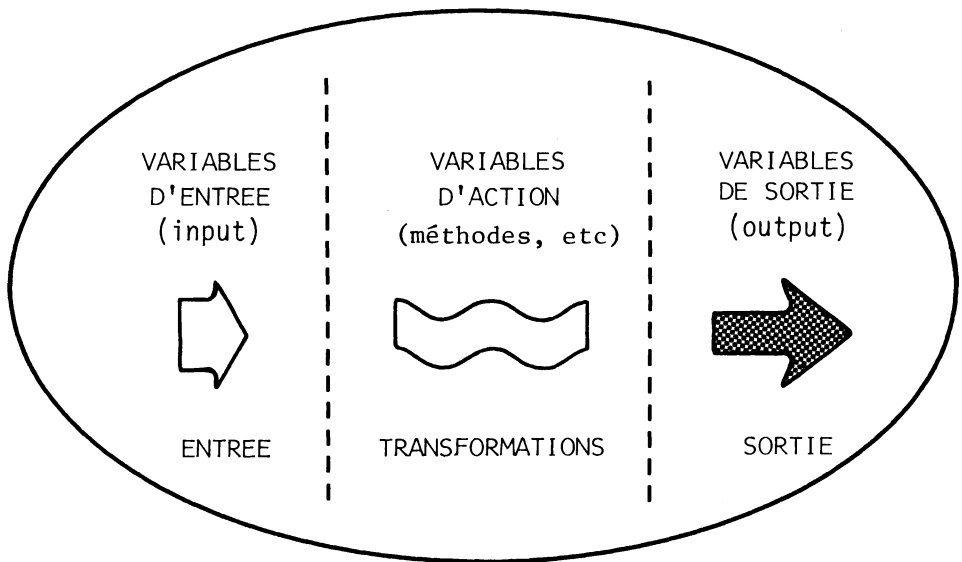 VARIABLES
D'ENTREE
(input)
VARIABLES
D'ACTION
(méthodes, etc)
VARIABLES
DE SORTIE
(output)
ENTREE
TRANSFORMATIONS
SORTIE